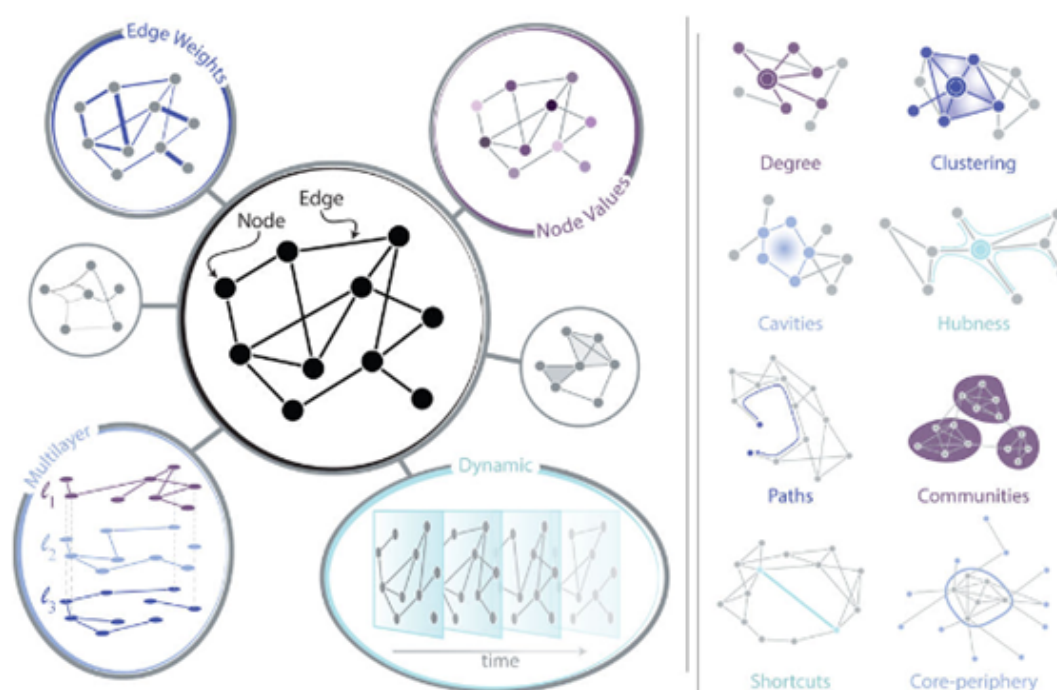 Edge Weights
Node Values
Edge
Node
Multilayer
ℓ1
ℓ2
ℓ3
Dynamic
time
Degree
Clustering
Cavities
Hubness
Paths
Communities
Shortcuts
Core-periphery